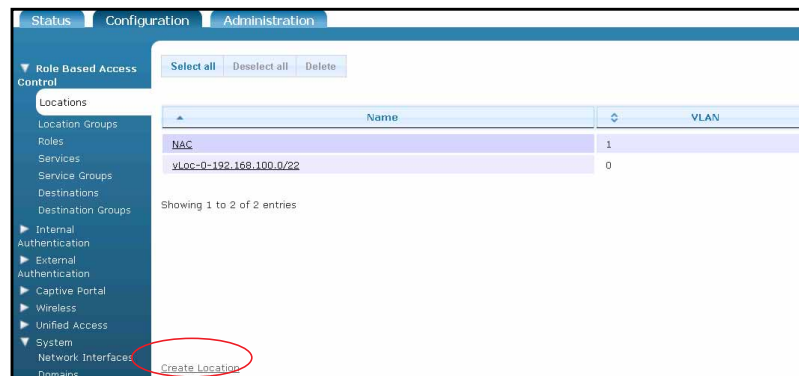 Status Configuration Administration
Role Based Access
Control
Locations
Location Groups
Roles
Services
Service Groups
Destinations
Destination Groups
Internal
Authentication
External
Authentication
Captive Portal
Wireless
Unified Access
System
Network Interfaces
Domains
Select all Deselect all Delete
Name VLAN
NAC 1
vLoc-0-192.168.100.0/22 0
Showing 1 to 2 of 2 entries
Create Location